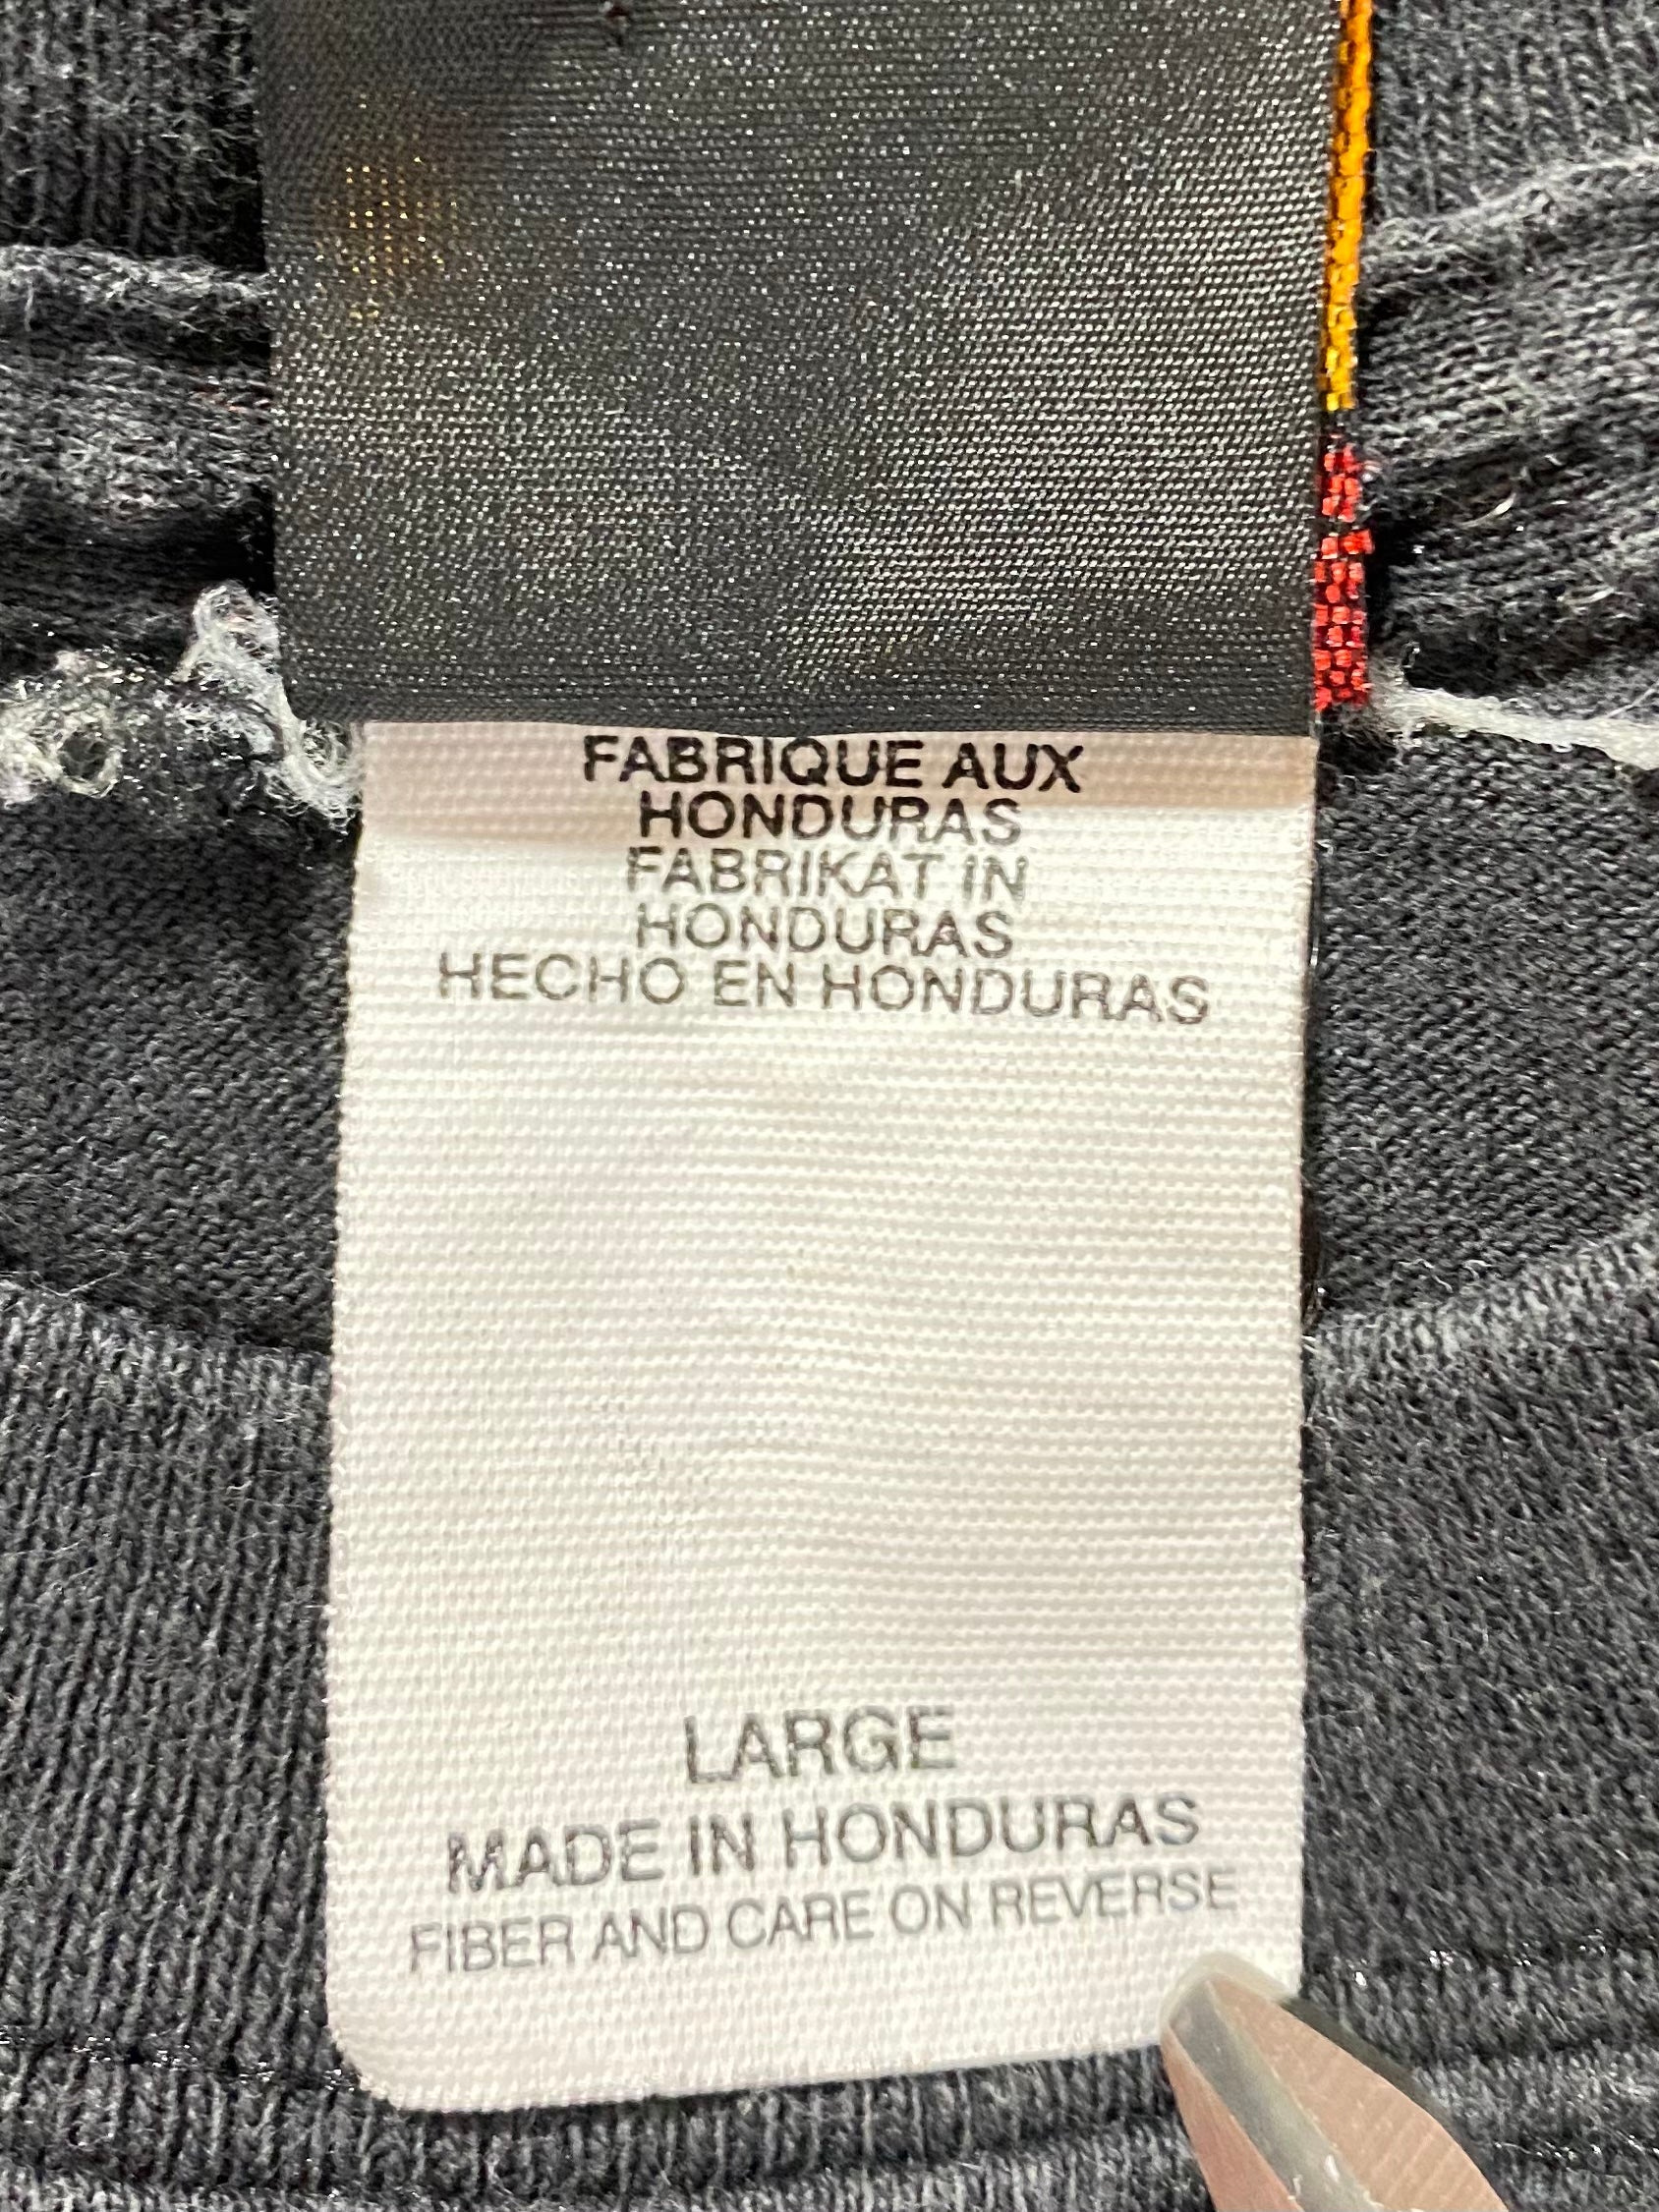 FABRIQUE AUX
HONDURAS
FABRIKAT IN
HONDURAS
HECHO EN HONDURAS
LARGE
MADE IN HONDURAS
FIBER AND CARE ON REVERSE